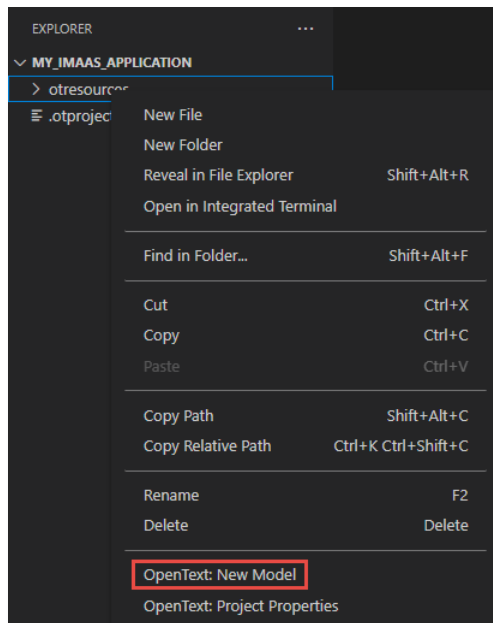 EXPLORER ...
MY_IMAAS_APPLICATION
otresources
.otproject
New File
New Folder
Reveal in File Explorer Shift+Alt+R
Open in Integrated Terminal
Find in Folder... Shift+Alt+F
Cut Ctrl+X
Copy Ctrl+C
Paste Ctrl+V
Copy Path Shift+Alt+C
Copy Relative Path Ctrl+K Ctrl+Shift+C
Rename F2
Delete Delete
OpenText: New Model
OpenText: Project Properties